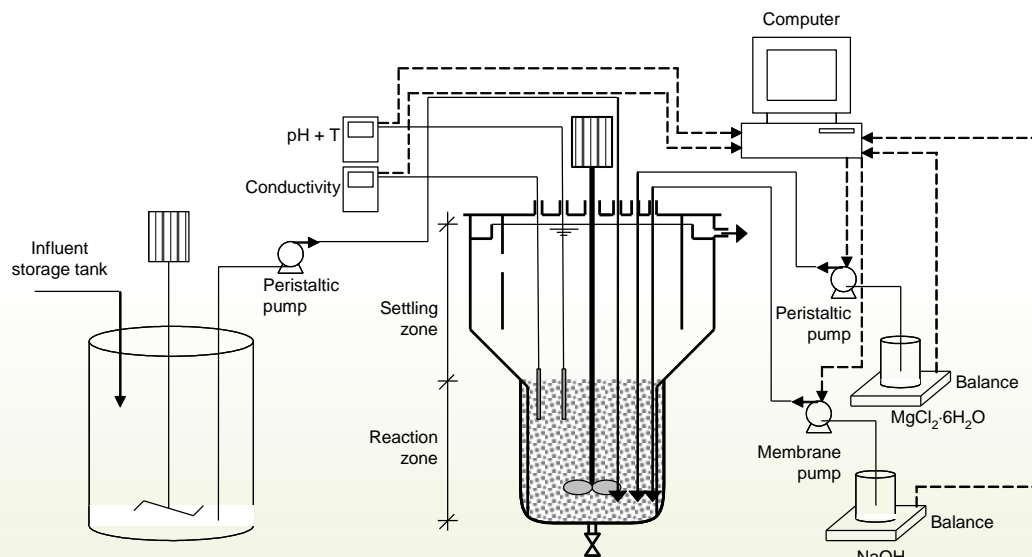 Computer
pH + T
Conductivity
Influent
storage tank
Peristaltic
pump
Settling
zone
Peristaltic
pump
Balance
MgCl₂·6H₂O
Reaction
zone
Membrane
pump
Balance
NaOH